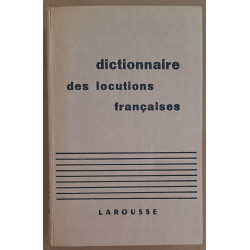 dictionnaire
des locutions
françaises
LAROUSSE